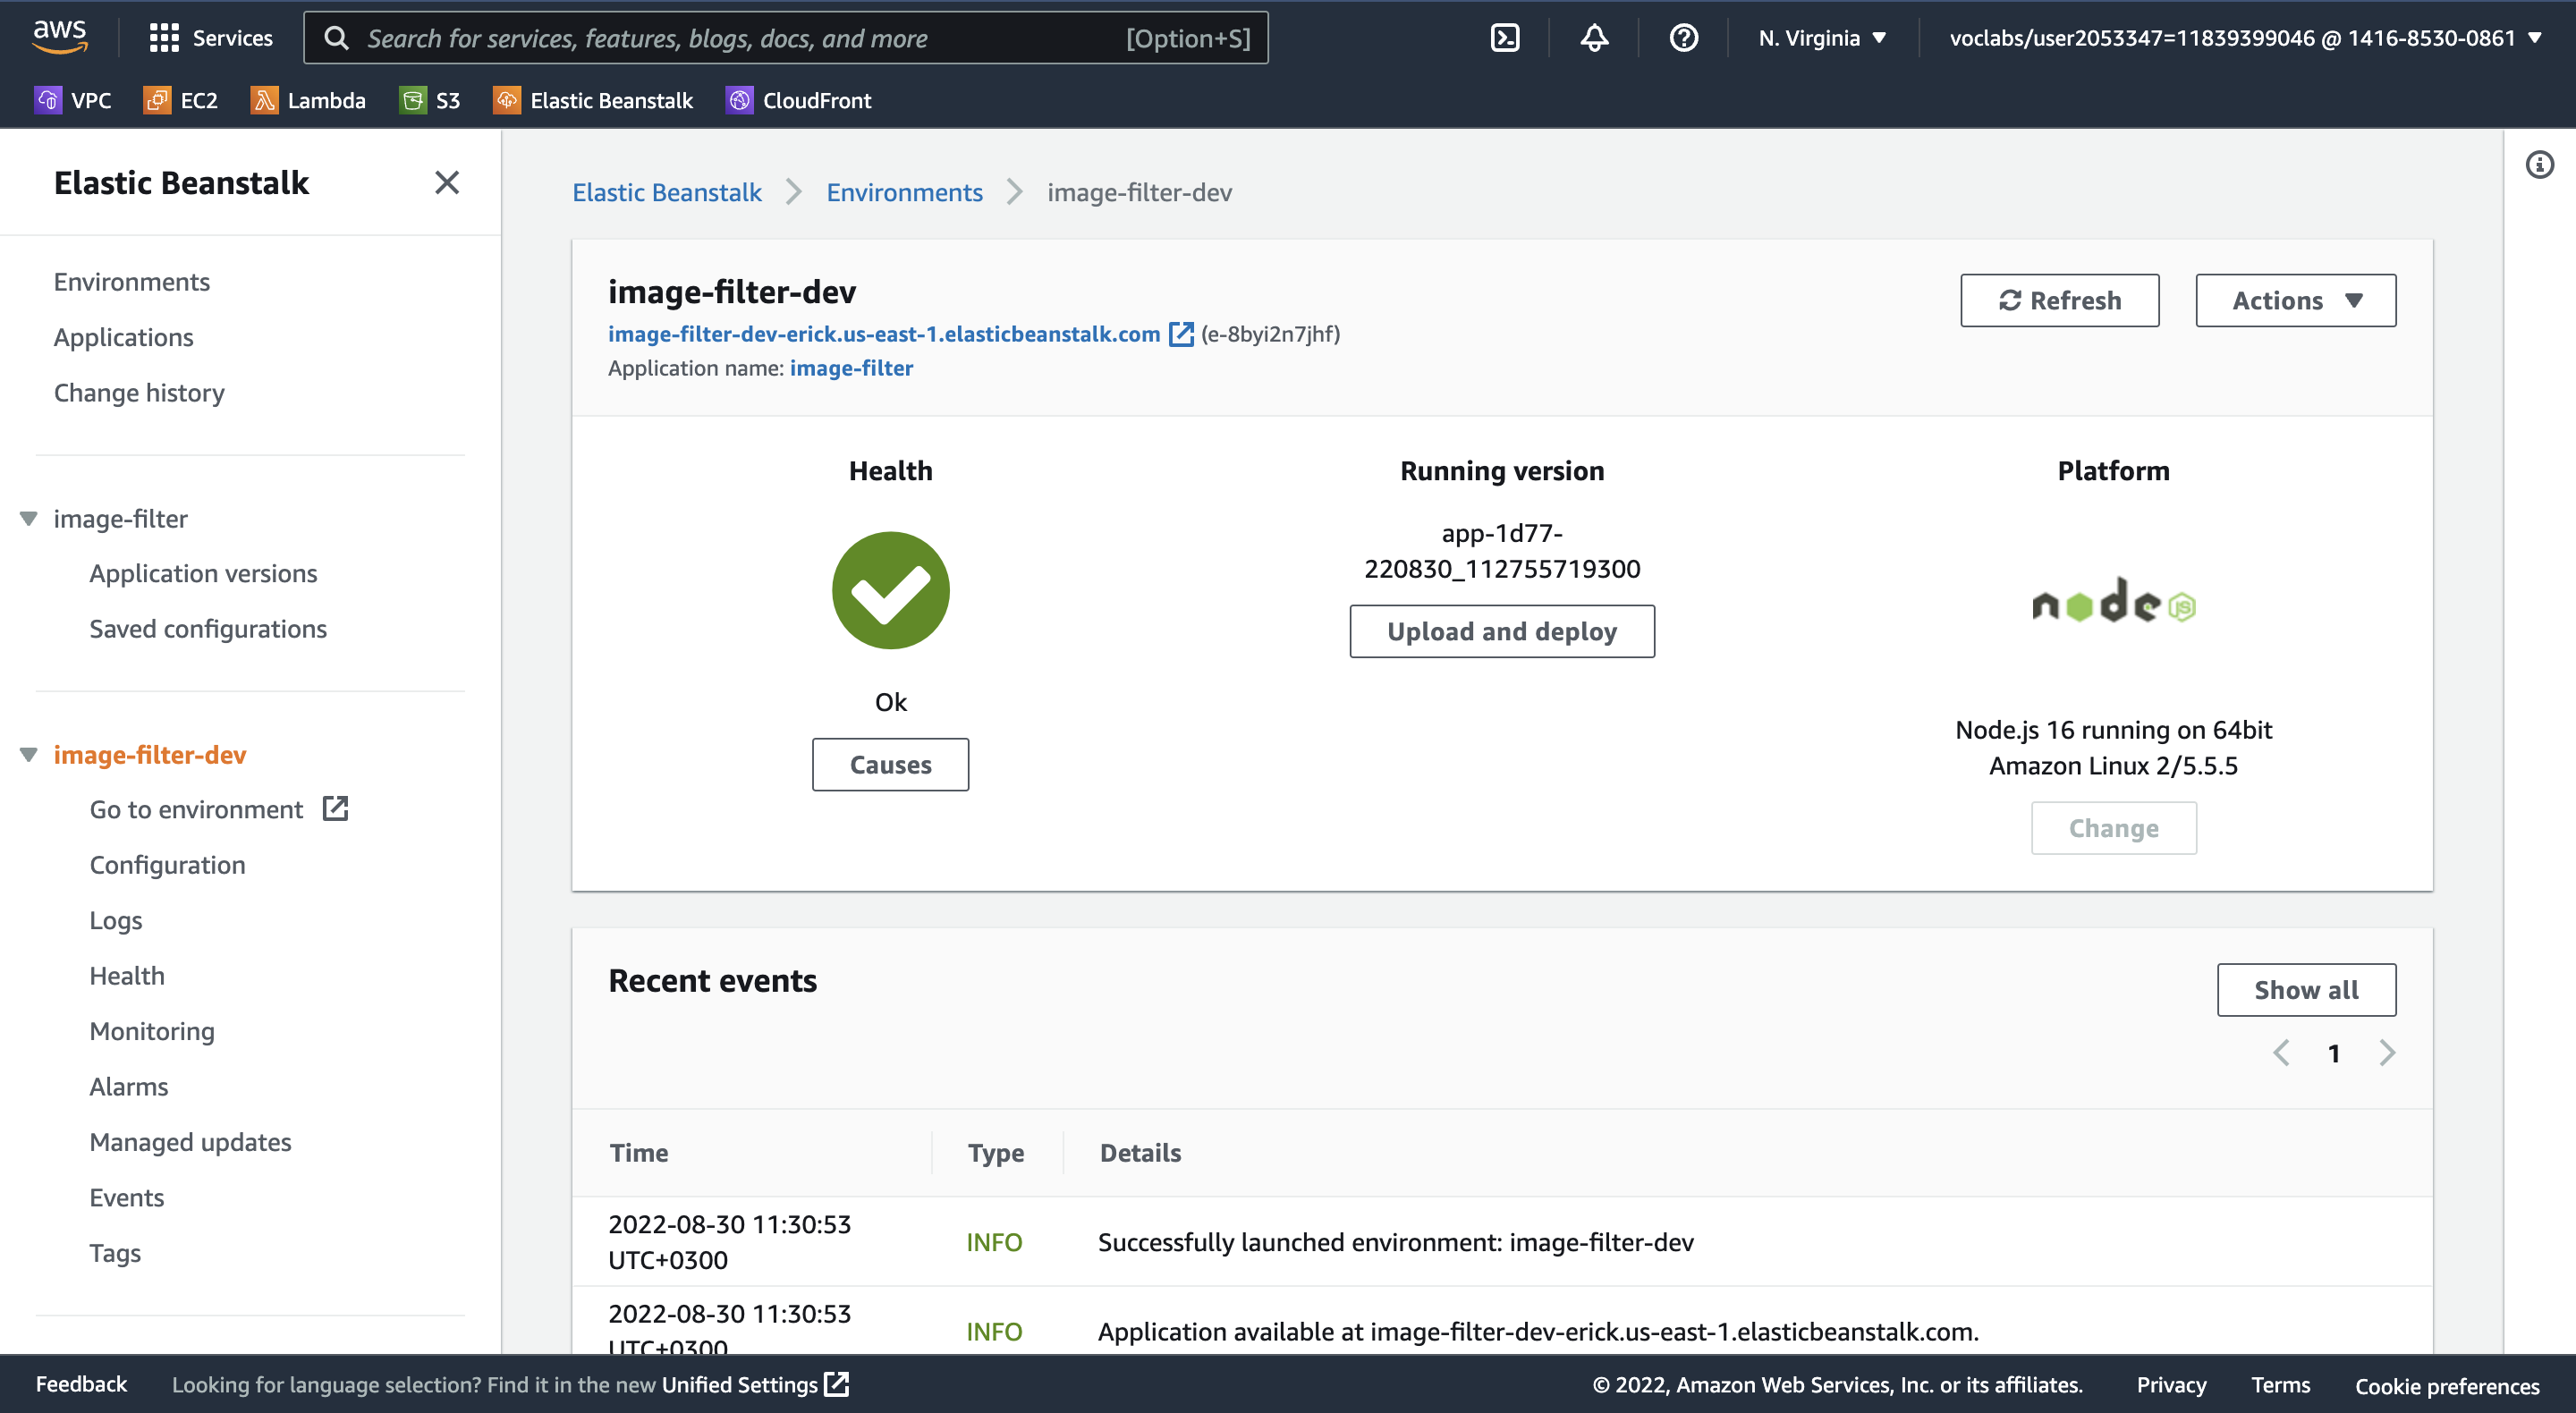 aws
Services
Search for services, features, blogs, docs, and more [Option+S]
N. Virginia
voclabs/user2053347=11839399046 @ 1416-8530-0861
VPC
EC2
Lambda
S3
Elastic Beanstalk
CloudFront
Elastic Beanstalk
Environments
Applications
Change history
image-filter
Application versions
Saved configurations
image-filter-dev
Go to environment
Configuration
Logs
Health
Monitoring
Alarms
Managed updates
Events
Tags
Elastic Beanstalk > Environments > image-filter-dev
image-filter-dev
image-filter-dev-erick.us-east-1.elasticbeanstalk.com (e-8byi2n7jhf)
Application name: image-filter
Refresh
Actions
Health
Ok
Causes
Running version
app-1d77-
220830_112755719300
Upload and deploy
Platform
node JS
Node.js 16 running on 64bit
Amazon Linux 2/5.5.5
Change
Recent events
Show all
1
Time
Type
Details
2022-08-30 11:30:53
UTC+0300
INFO
Successfully launched environment: image-filter-dev
2022-08-30 11:30:53
UTC+0300
INFO
Application available at image-filter-dev-erick.us-east-1.elasticbeanstalk.com.
Feedback
Looking for language selection? Find it in the new Unified Settings
© 2022, Amazon Web Services, Inc. or its affiliates.
Privacy
Terms
Cookie preferences